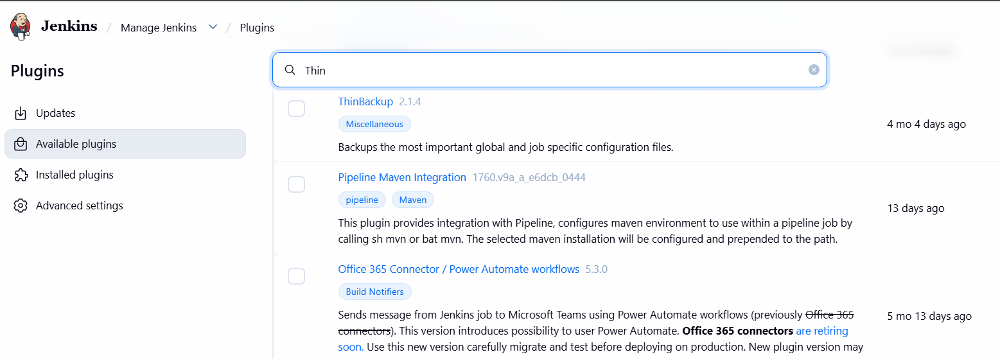 Jenkins / Manage Jenkins / Plugins
Plugins
Thin
Updates
Available plugins
Installed plugins
Advanced settings
ThinBackup 2.1.4
Miscellaneous
4 mo 4 days ago
Backups the most important global and job specific configuration files.
Pipeline Maven Integration 1760.v9a_a_e6dcb_0444
pipeline Maven
13 days ago
This plugin provides integration with Pipeline, configures maven environment to use within a pipeline job by
calling sh mvn or bat mvn. The selected maven installation will be configured and prepended to the path.
Office 365 Connector / Power Automate workflows 5.3.0
Build Notifiers
Sends message from Jenkins job to Microsoft Teams using Power Automate workflows (previously Office 365
5 mo 13 days ago
connectors). This version introduces possibility to user Power Automate. Office 365 connectors are retiring
soon. Use this new version carefully migrate and test before deploying on production. New plugin version may